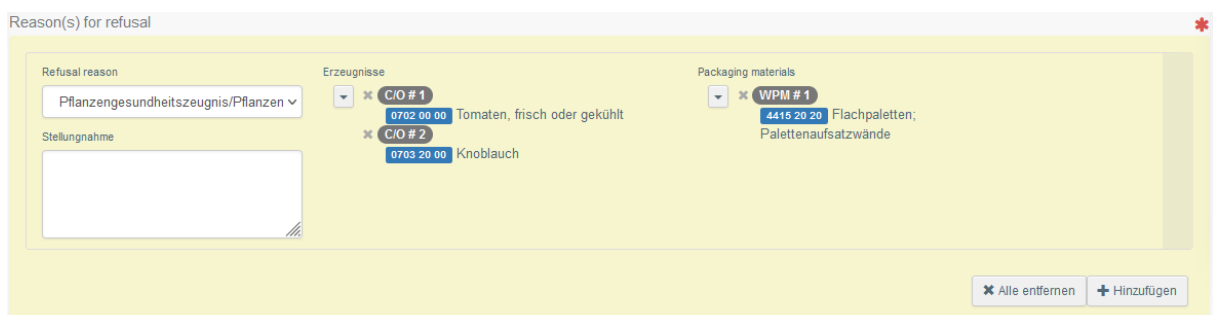 Reason(s) for refusal
Refusal reason
Pflanzengesundheitszeugnis/Pflanzen
Stellungnahme
Erzeugnisse
C/O # 1
0702 00 00 Tomaten, frisch oder gekühlt
C/O # 2
0703 20 00 Knoblauch
Packaging materials
WPM # 1
4415 20 20 Flachpaletten;
Palettenaufsatzwände
Alle entfernen
Hinzufügen